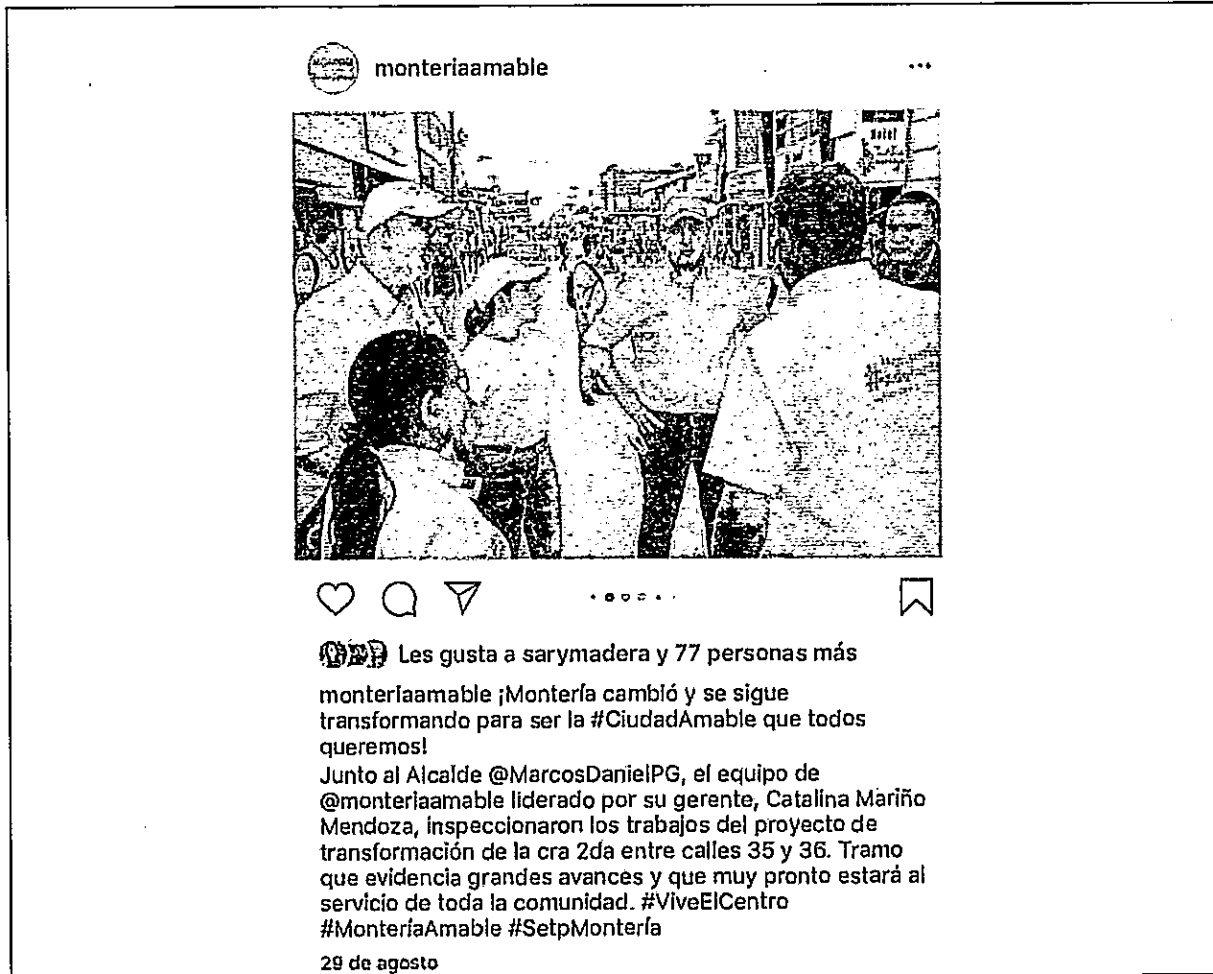 monteriaamable
Hotel
Les gusta a sarymadera y 77 personas más
monteriaamable ¡Montería cambió y se sigue
transformando para ser la #CiudadAmable que todos
queremos!
Junto al Alcalde @MarcosDanielPG, el equipo de
@monteriaamable liderado por su gerente, Catalina Mariño
Mendoza, inspeccionaron los trabajos del proyecto de
transformación de la cra 2da entre calles 35 y 36. Tramo
que evidencia grandes avances y que muy pronto estará al
servicio de toda la comunidad. #ViveElCentro
#MonteríaAmable #SetpMontería
29 de agosto